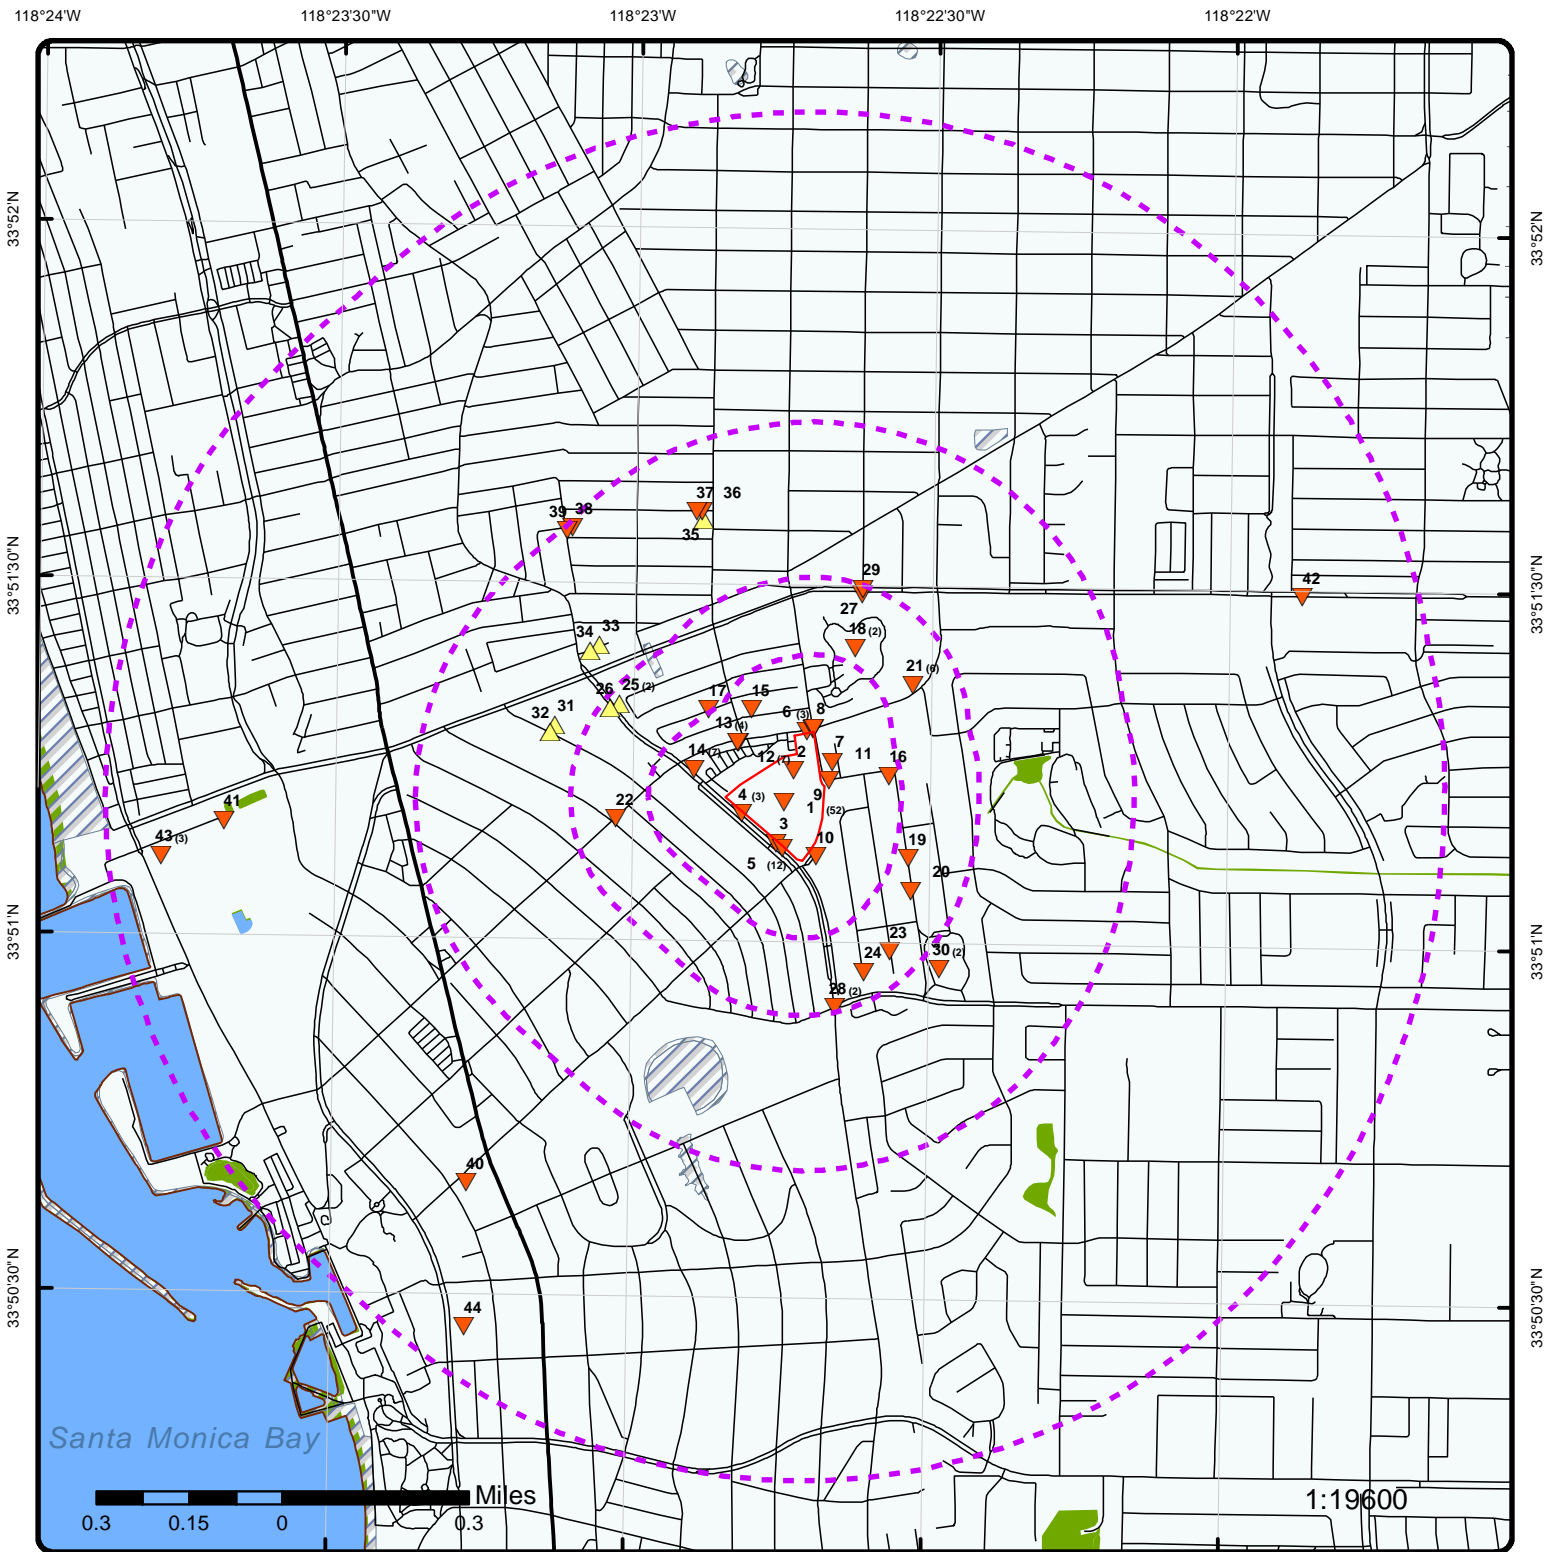 118°24'W 118°23'30"W 118°23'W 118°22'30"W 118°22'W
33°52'N
33°52'N
37 36
39 38
35
33°51'30"N
29
42
33°51'30"N
27
34 33
18 (2)
21 (6)
26 25 (2)
17 15
32 31
6 (3) 8
13 (4)
7
14 (7)
12 (7) 2
11 16
41
22
4 (3)
9
1 (52)
43 (3)
3
10
19
5 (12)
20
33°51'N
33°51'N
23
24
30 (2)
28 (2)
40
33°50'30"N
33°50'30"N
44
Santa Monica Bay
Miles
1:19600
0.3 0.15 0 0.3